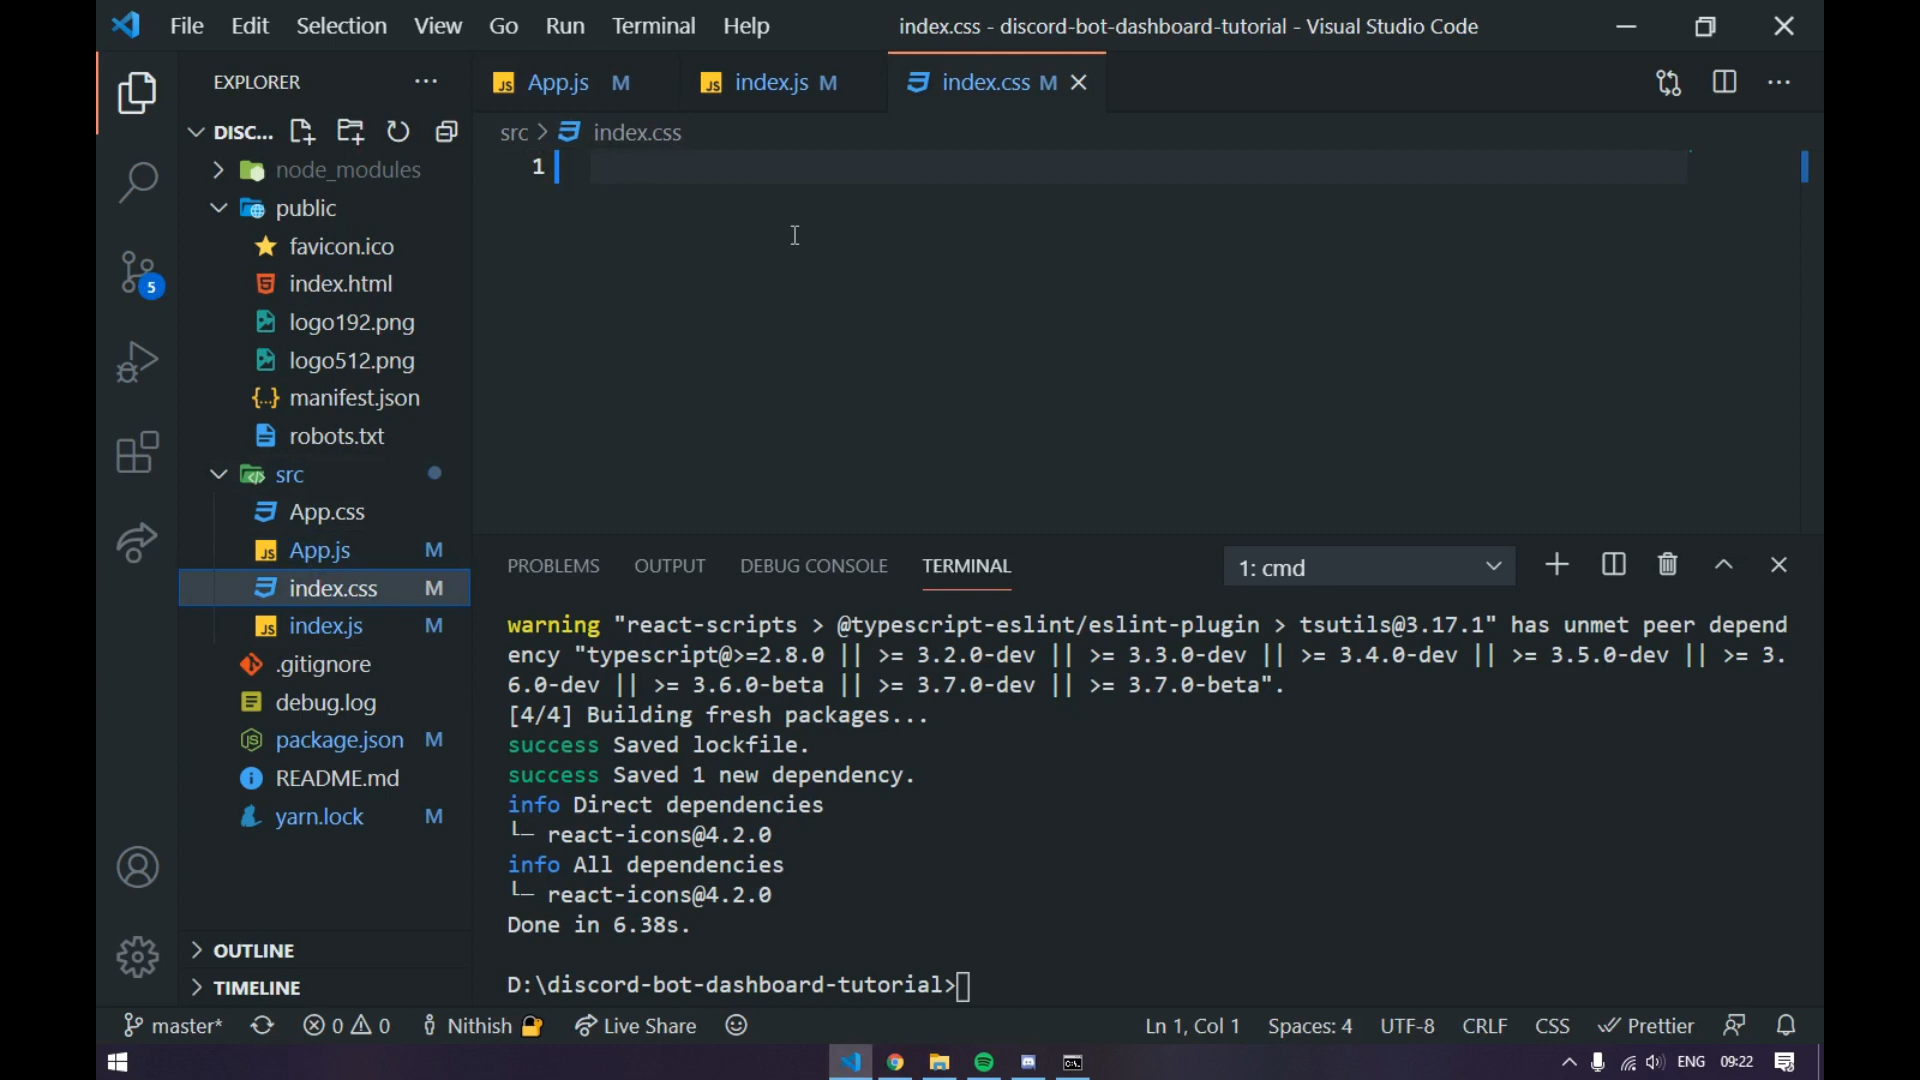 File Edit Selection View Go Run Terminal Help index.css - discord-bot-dashboard-tutorial - Visual Studio Code
EXPLORER ···
App.js M
index.js M
index.css M
DISC...
src > index.css
1
node_modules
public
favicon.ico
index.html
logo192.png
logo512.png
manifest.json
robots.txt
src
App.css
App.js M
index.css M
index.js M
.gitignore
debug.log
package.json M
README.md
yarn.lock M
OUTLINE
TIMELINE
5
PROBLEMS OUTPUT DEBUG CONSOLE TERMINAL 1: cmd
warning "react-scripts > @typescript-eslint/eslint-plugin > tsutils@3.17.1" has unmet peer depend
ency "typescript@>=2.8.0 || >= 3.2.0-dev || >= 3.3.0-dev || >= 3.4.0-dev || >= 3.5.0-dev || >= 3.
6.0-dev || >= 3.6.0-beta || >= 3.7.0-dev || >= 3.7.0-beta".
[4/4] Building fresh packages...
success Saved lockfile.
success Saved 1 new dependency.
info Direct dependencies
└─ react-icons@4.2.0
info All dependencies
└─ react-icons@4.2.0
Done in 6.38s.
D:\discord-bot-dashboard-tutorial>
master* 0 0 Nithish Live Share Ln 1, Col 1 Spaces: 4 UTF-8 CRLF CSS Prettier
ENG 09:22